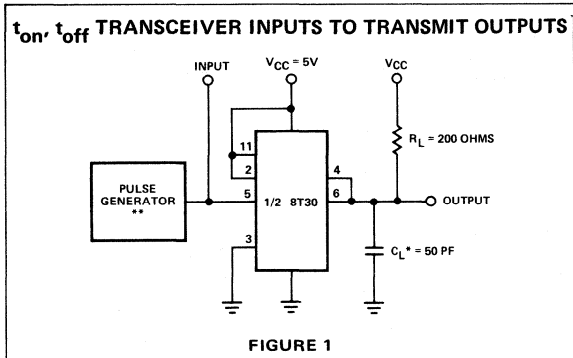 ton, toff TRANSCEIVER INPUTS TO TRANSMIT OUTPUTS
INPUT
VCC = 5V
VCC
RL = 200 OHMS
11
2
5
3
1/2 8T30
4
6
PULSE
GENERATOR
**
OUTPUT
CL* = 50 PF
FIGURE 1